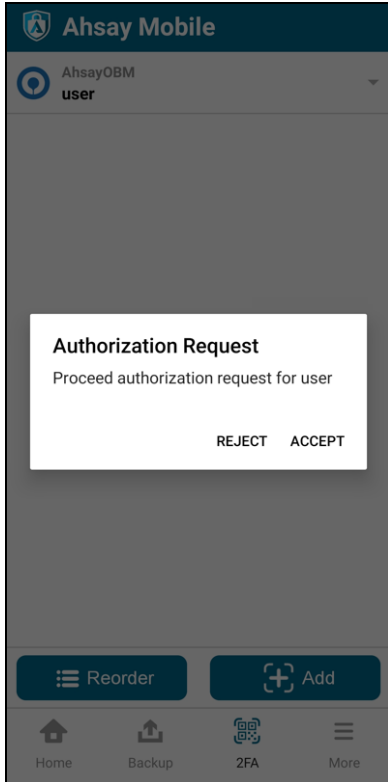 Ahsay Mobile
AhsayOBM
user
Authorization Request
Proceed authorization request for user
REJECT ACCEPT
Reorder Add
Home Backup 2FA More